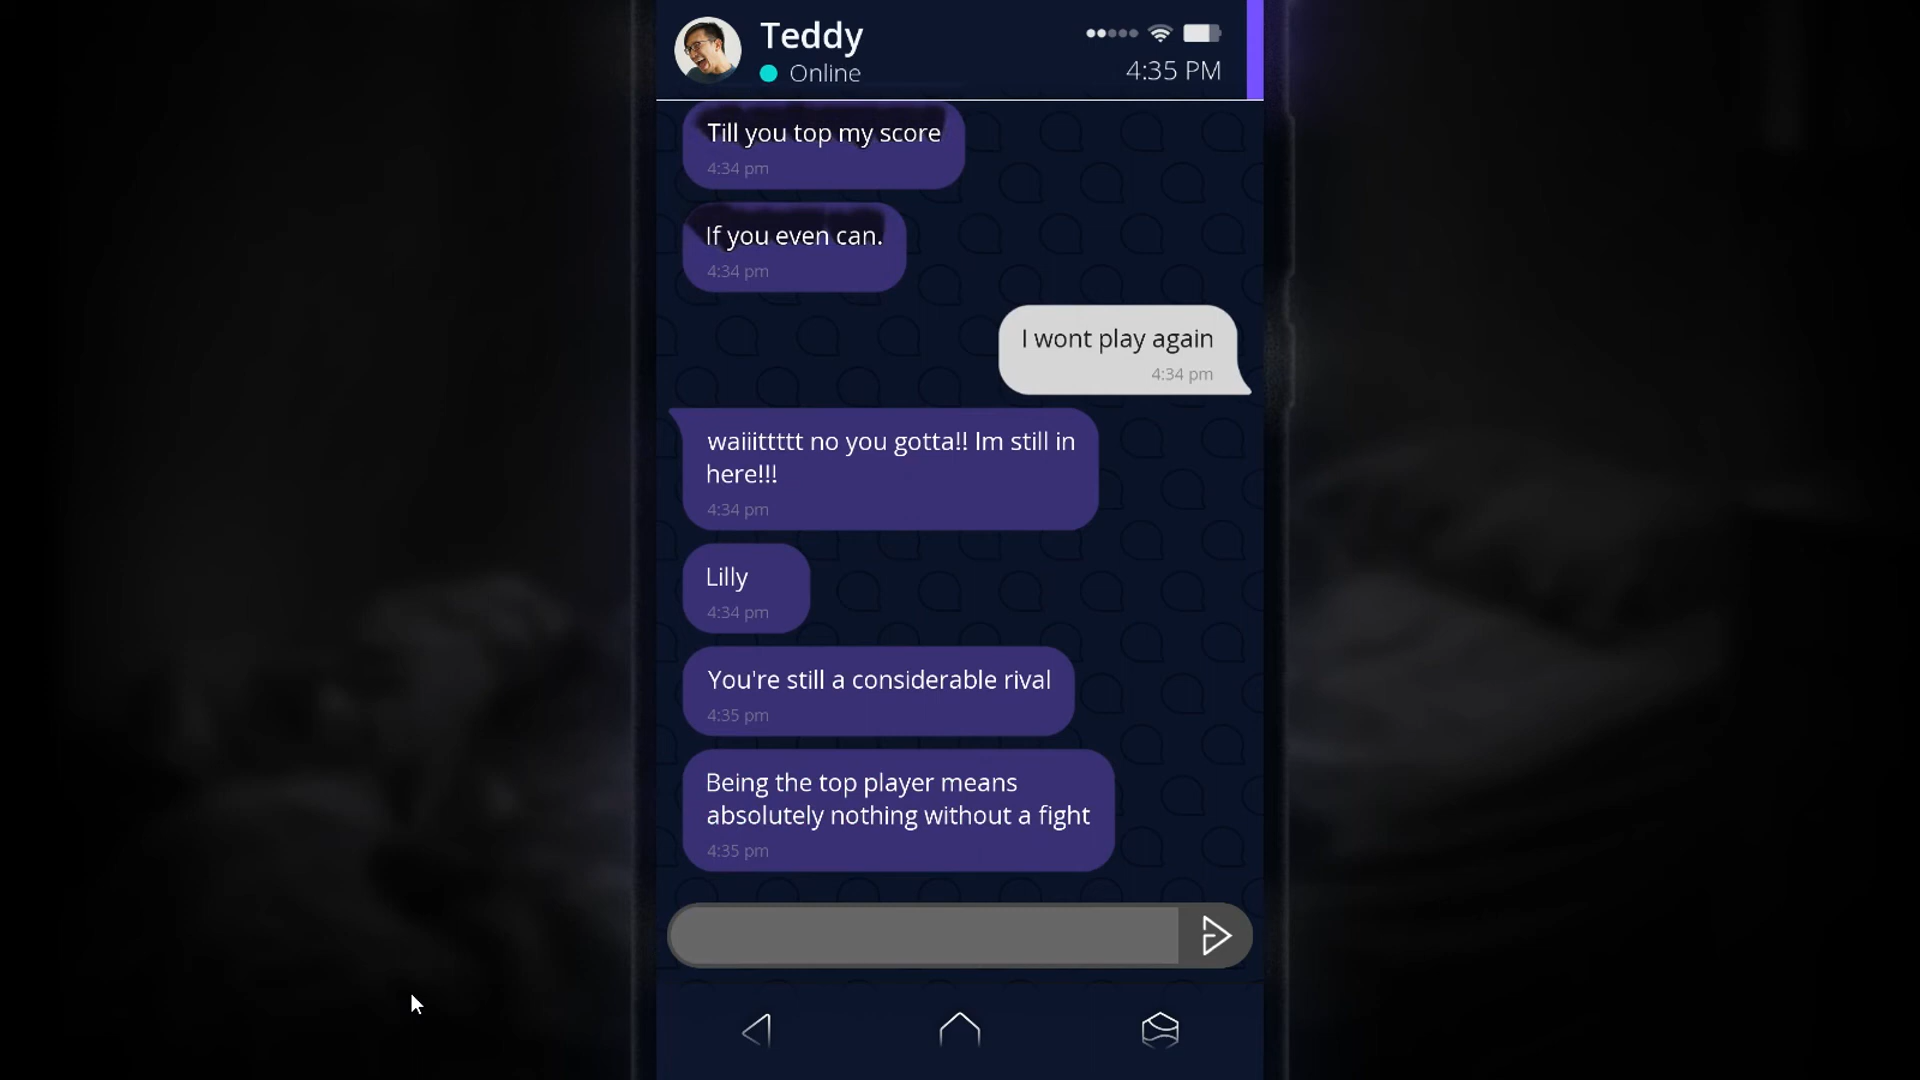 Teddy
Online
4:35 PM
Till you top my score
4:34 pm
If you even can.
4:34 pm
I wont play again
4:34 pm
waiiittttt no you gotta!! Im still in
here!!!
4:34 pm
Lilly
4:34 pm
You're still a considerable rival
4:35 pm
Being the top player means
absolutely nothing without a fight
4:35 pm